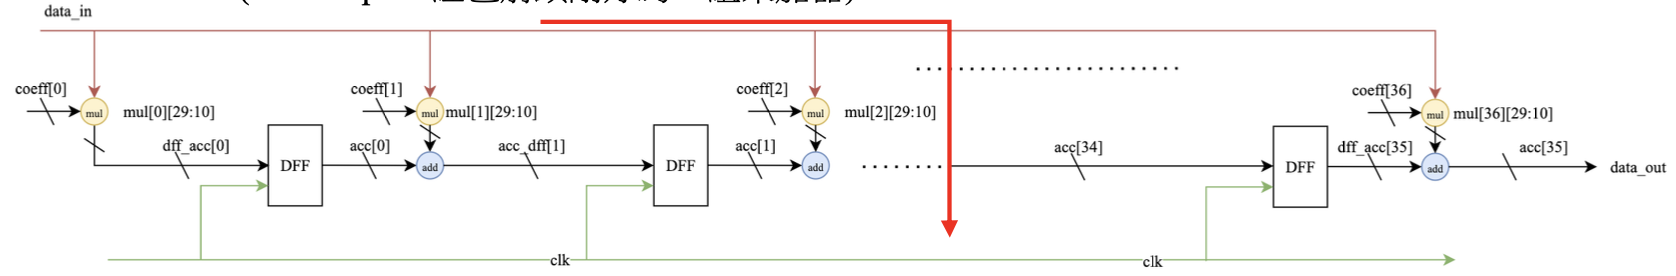 data_in
coeff[0]
mul
mul[0][29:10]
coeff[1]
mul
mul[1][29:10]
coeff[2]
mul
mul[2][29:10]
coeff[36]
mul
mul[36][29:10]
dff_acc[0]
DFF
acc[0]
add
acc_dff[1]
DFF
acc[1]
add
acc[34]
DFF
dff_acc[35]
add
acc[35]
data_out
clk
clk